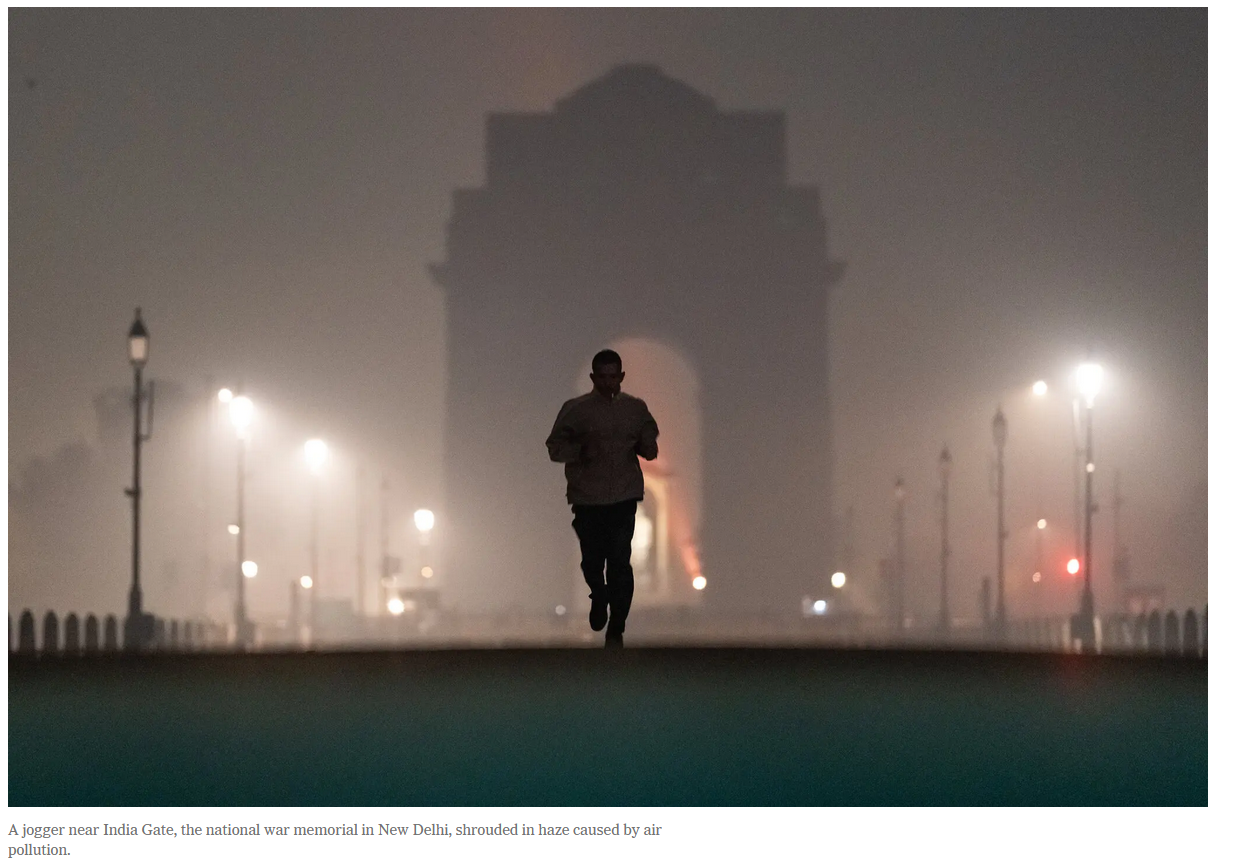 A jogger near India Gate, the national war memorial in New Delhi, shrouded in haze caused by air
pollution.